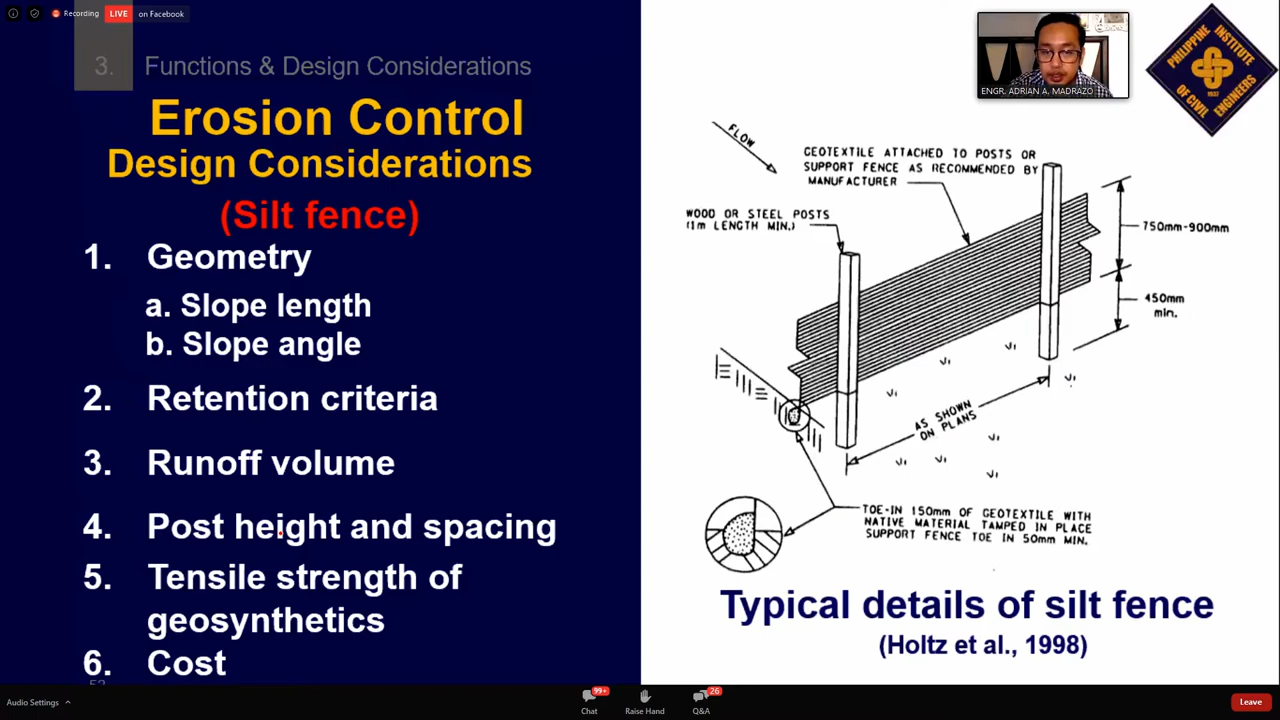 Recording
LIVE
on Facebook
3.
Functions & Design Considerations
Erosion Control
Design Considerations
(Silt fence)
1. Geometry
a. Slope length
b. Slope angle
2. Retention criteria
3. Runoff volume
4. Post height and spacing
5. Tensile strength of
geosynthetics
6. Cost
53
ENGR. ADRIAN A. MADRAZO
PHILIPPINE
INSTITUTE
OF CIVIL
ENGINEERS
1937
FLOW
GEOTEXTILE ATTACHED TO POSTS OR
SUPPORT FENCE AS RECOMMENDED BY
MANUFACTURER
WOOD OR STEEL POSTS
(1m LENGTH MIN.)
750mm-900mm
450mm
min.
AS SHOWN
ON PLANS
TOE-IN 150mm OF GEOTEXTILE WITH
NATIVE MATERIAL TAMPED IN PLACE
SUPPORT FENCE TOE IN 50mm MIN.
Typical details of silt fence
(Holtz et al., 1998)
Audio Settings
99+
Chat
Raise Hand
26
Q&A
Leave